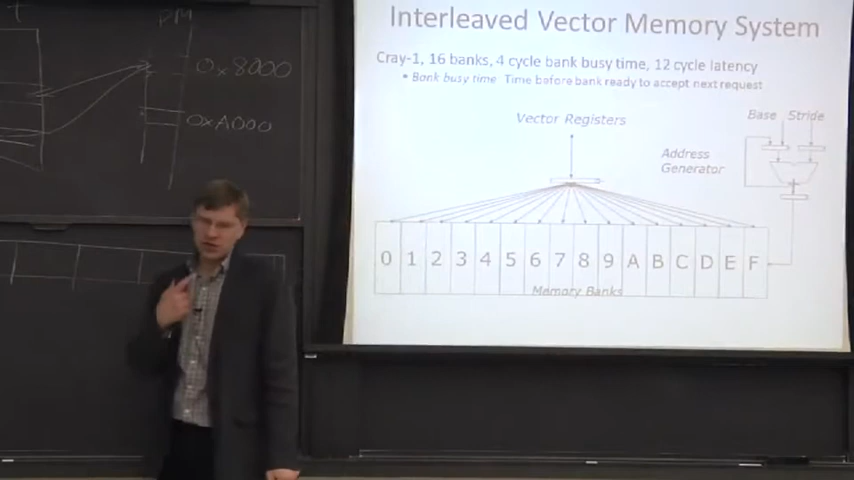 PM
0x8000
0xA000
Interleaved Vector Memory System
Cray-1, 16 banks, 4 cycle bank busy time, 12 cycle latency
• Bank busy time: Time before bank ready to accept next request
Base Stride
Vector Registers
Address
Generator
+
0 1 2 3 4 5 6 7 8 9 A B C D E F
Memory Banks